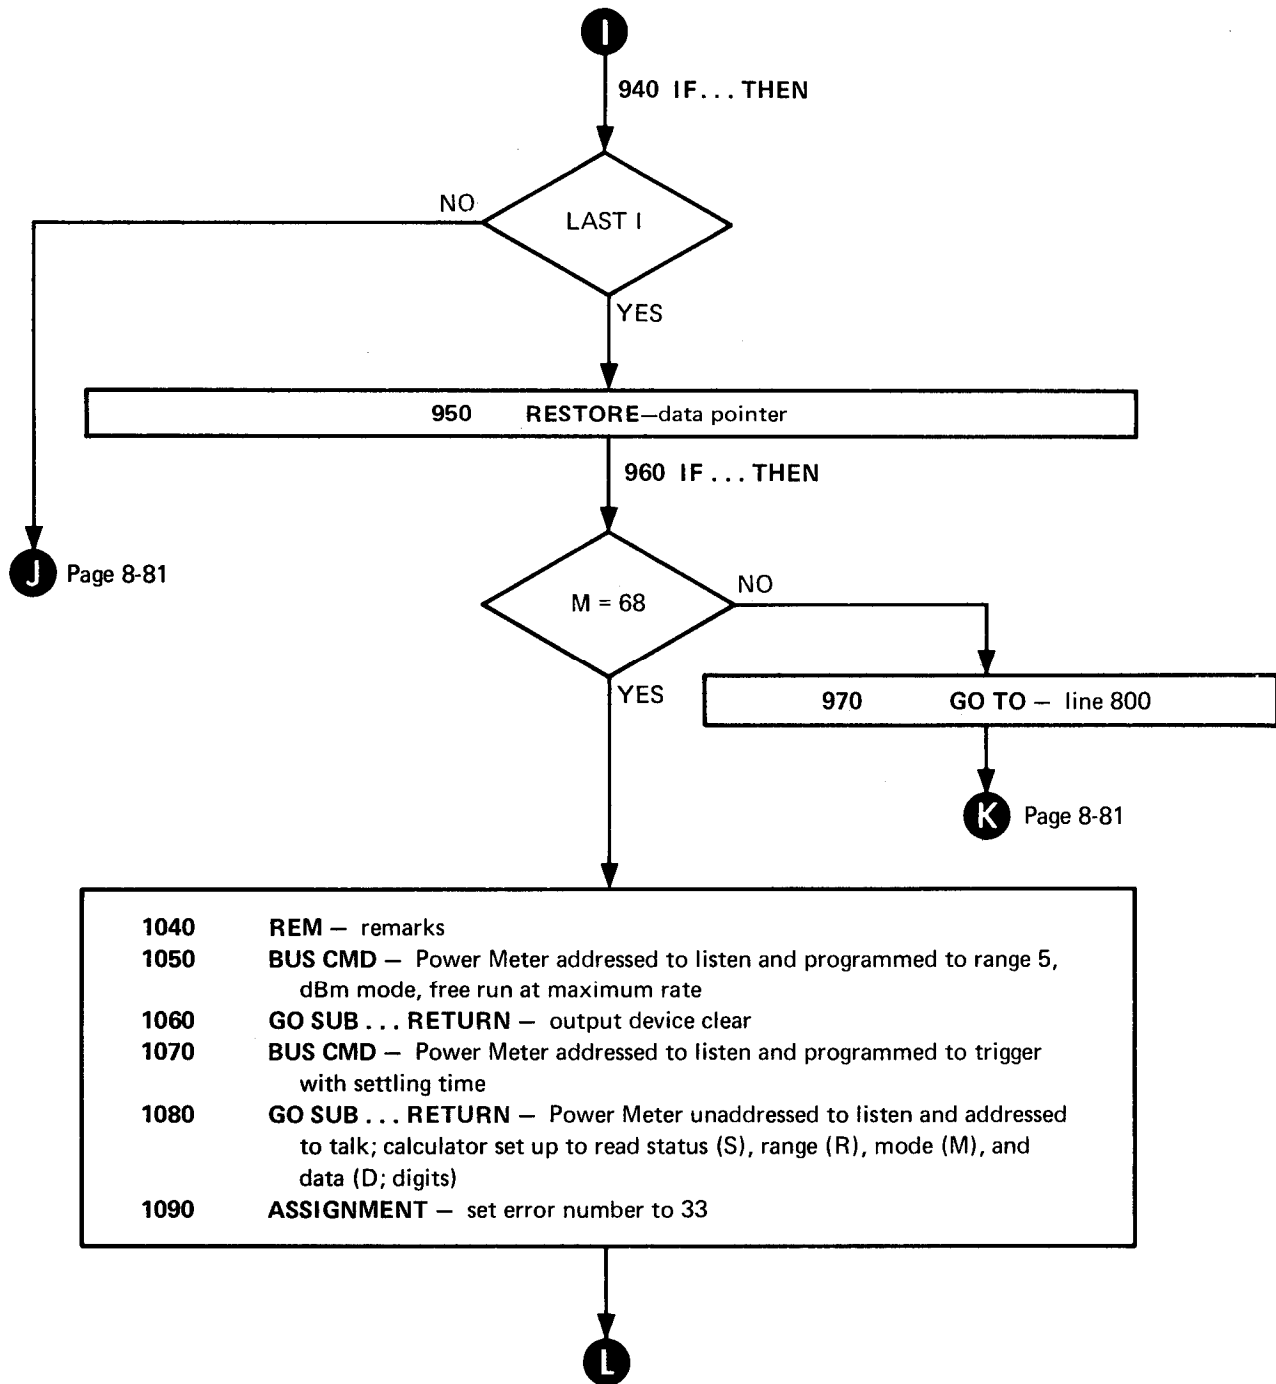 I
940 IF... THEN
NO
LAST I
YES
950 RESTORE—data pointer
960 IF... THEN
J Page 8-81
M = 68
NO
YES
970 GO TO — line 800
K Page 8-81
1040 REM — remarks
1050 BUS CMD — Power Meter addressed to listen and programmed to range 5,
dBm mode, free run at maximum rate
1060 GO SUB... RETURN — output device clear
1070 BUS CMD — Power Meter addressed to listen and programmed to trigger
with settling time
1080 GO SUB... RETURN — Power Meter unaddressed to listen and addressed
to talk; calculator set up to read status (S), range (R), mode (M), and
data (D; digits)
1090 ASSIGNMENT — set error number to 33
L